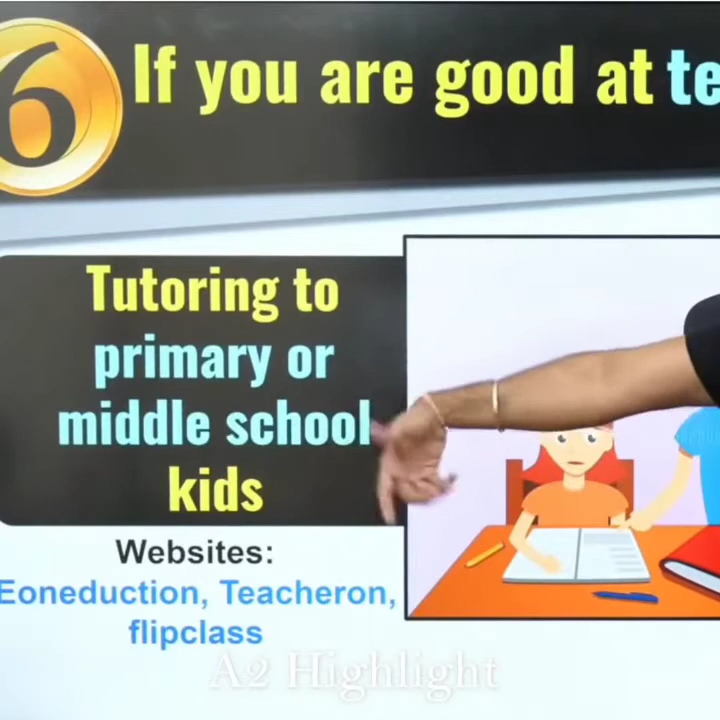 6 If you are good at te
Tutoring to
primary or
middle school
kids
Websites:
Eoneduction, Teacheron,
flipclass
A2 Highlight